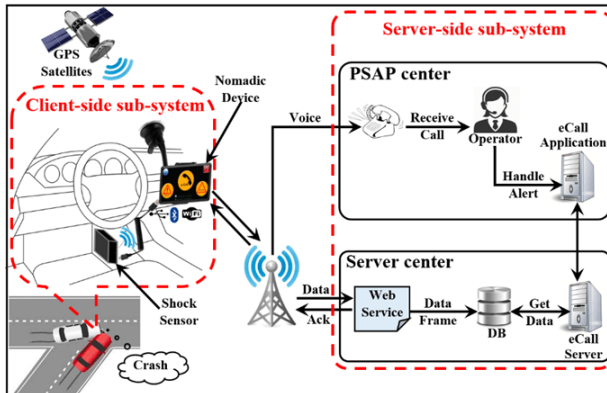 GPS
Satellites
Client-side sub-system
Nomadic
Device
Shock
Sensor
Crash
Server-side sub-system
PSAP center
Voice
Receive
Call
Operator
eCall
Application
Handle
Alert
Server center
Data
Ack
Web
Service
Data
Frame
DB
Get
Data
eCall
Server